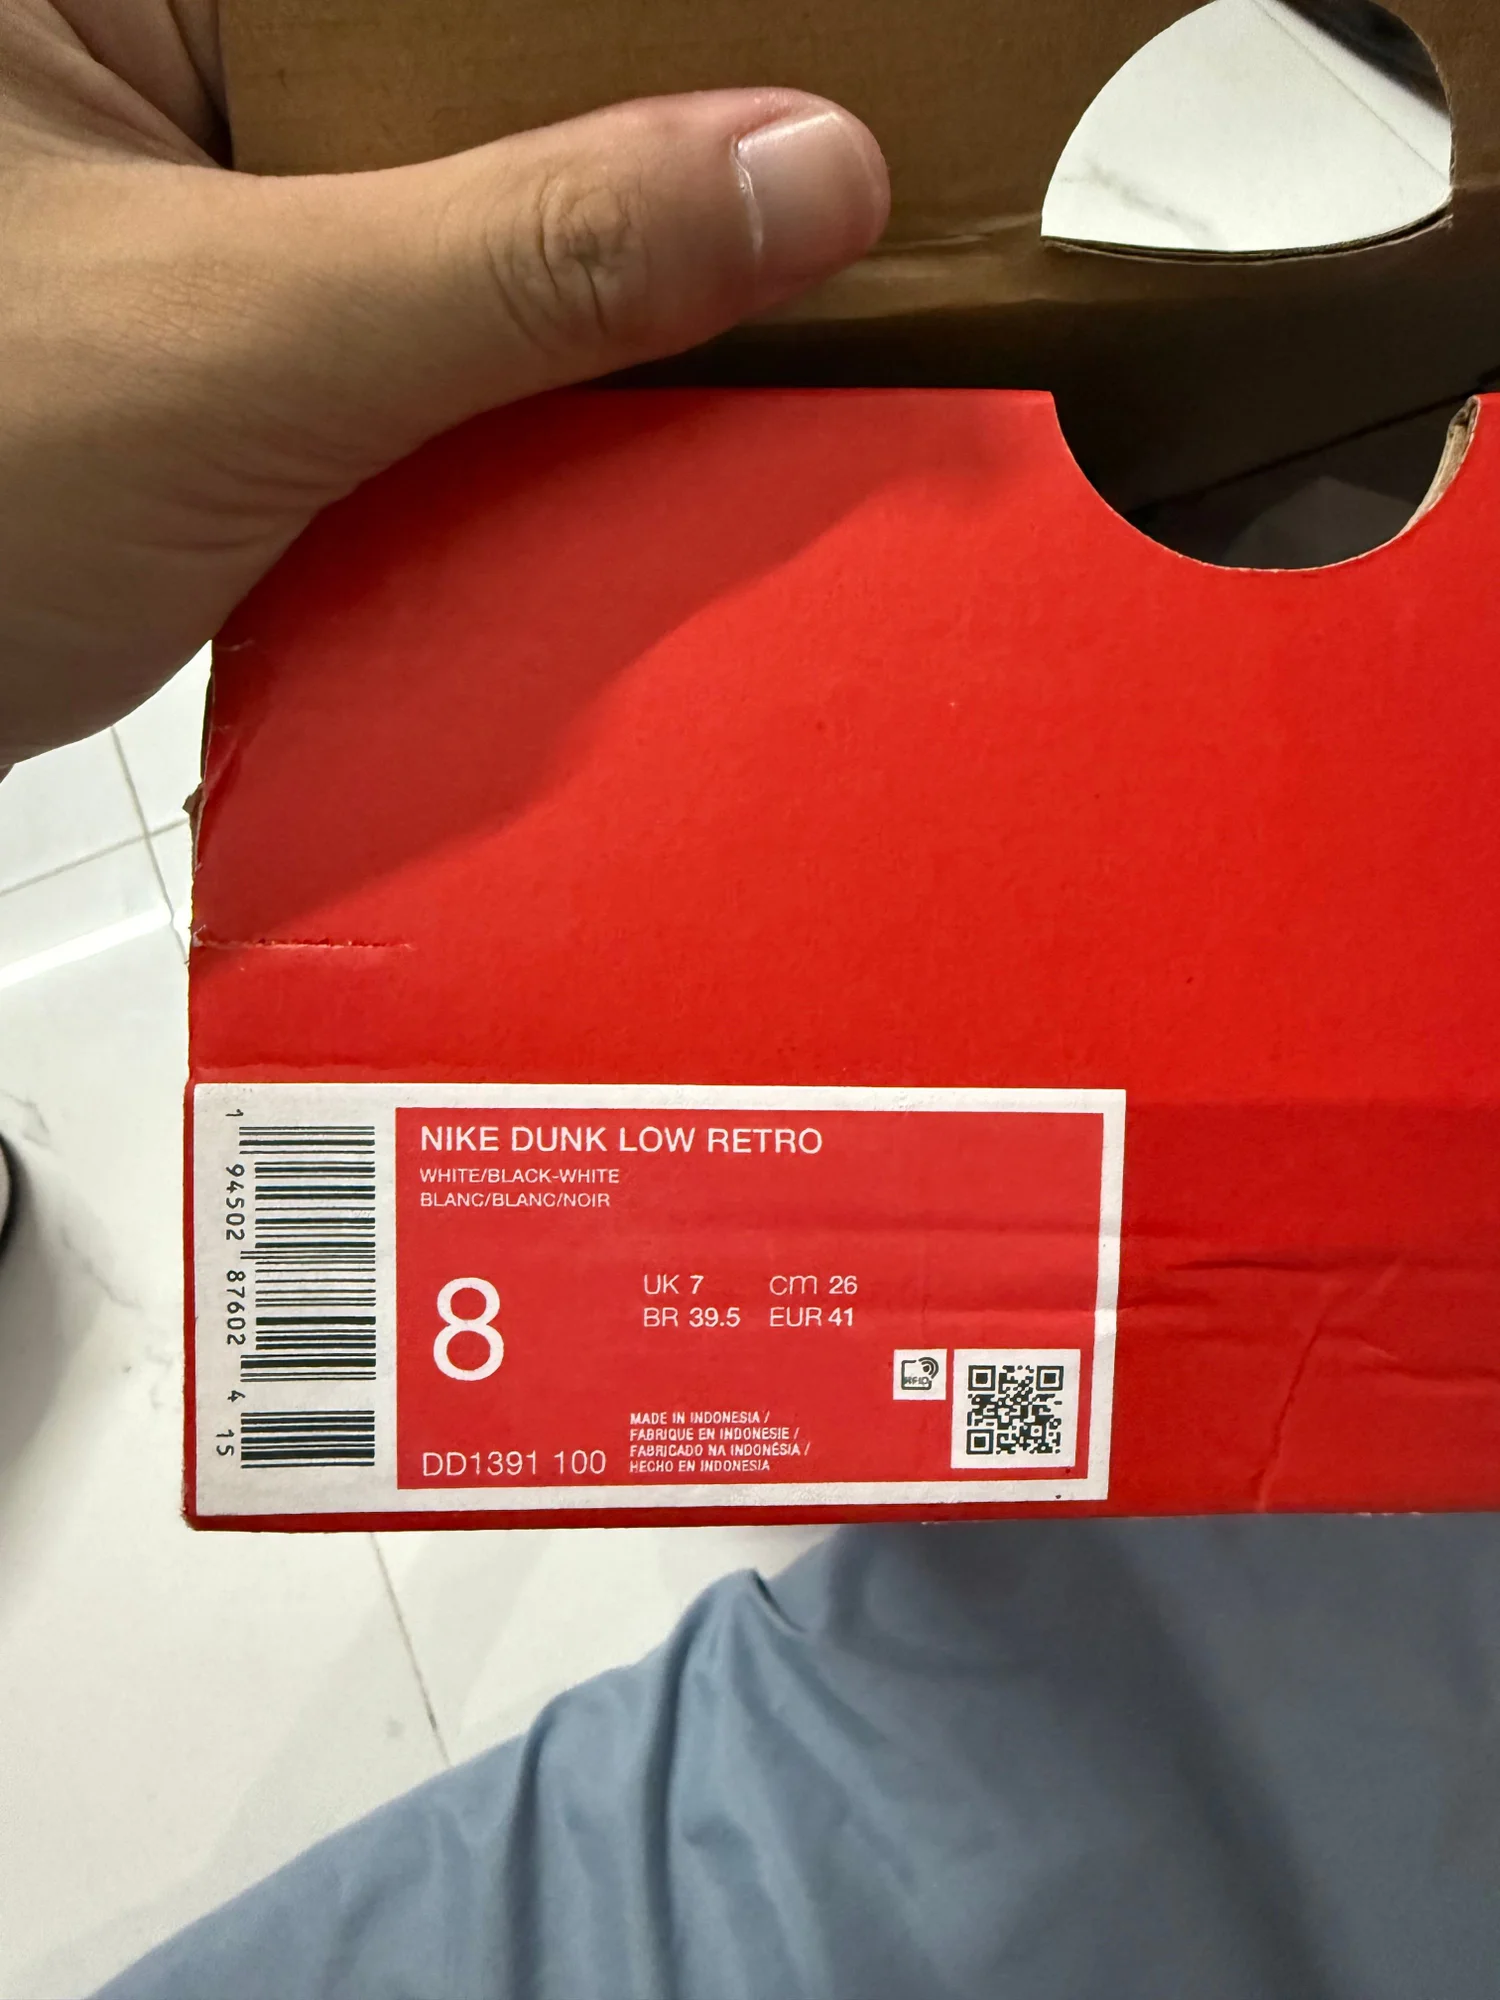 NIKE DUNK LOW RETRO
WHITE/BLACK-WHITE
BLANC/BLANC/NOIR
8
UK 7 cm 26
BR 39.5 EUR 41
RFID
MADE IN INDONESIA /
FABRIQUE EN INDONESIE /
FABRICADO NA INDONÉSIA /
HECHO EN INDONESIA
DD1391 100
1 94502 87602 4 15